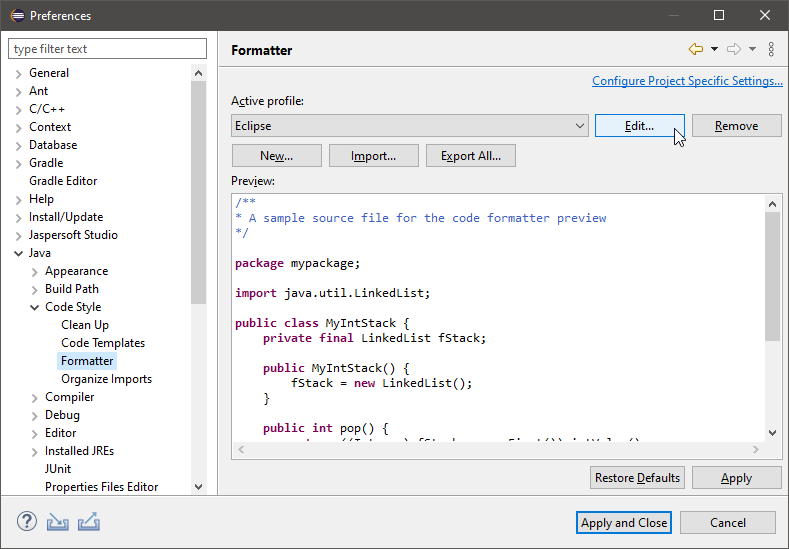 Preferences
type filter text
General
Ant
C/C++
Context
Database
Gradle
Gradle Editor
Help
Install/Update
Jaspersoft Studio
Java
Appearance
Build Path
Code Style
Clean Up
Code Templates
Formatter
Organize Imports
Compiler
Debug
Editor
Installed JREs
JUnit
Properties Files Editor
Formatter
Configure Project Specific Settings...
Active profile:
Eclipse
Edit...
Remove
New...
Import...
Export All...
Preview:
/**
* A sample source file for the code formatter preview
*/
package mypackage;
import java.util.LinkedList;
public class MyIntStack {
private final LinkedList fStack;
public MyIntStack() {
fStack = new LinkedList();
}
public int pop() {
Restore Defaults
Apply
?
Apply and Close
Cancel